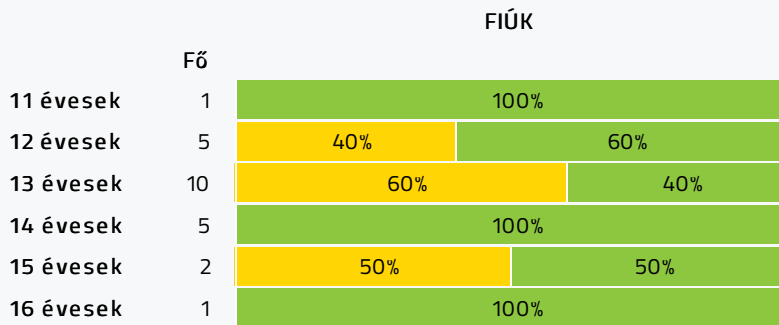 FIÚK
Fő
11 évesek 1 100%
12 évesek 5 40% 60%
13 évesek 10 60% 40%
14 évesek 5 100%
15 évesek 2 50% 50%
16 évesek 1 100%